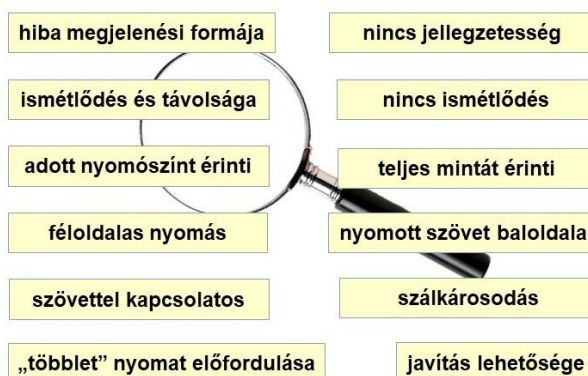 hiba megjelenési formája
nincs jellegzetesség
ismétlődés és távolsága
nincs ismétlődés
adott nyomószínt érinti
teljes mintát érinti
féloldalas nyomás
nyomott szövet baloldala
szövettel kapcsolatos
szálkárosodás
„többlet” nyomat előfordulása
javítás lehetősége